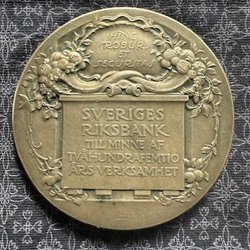 HINC
ROBUR
ET
SECURITAS
SVERIGES
RIKSBANK
TILL MINNE AF
TVÅHUNDRAFEMTIO
ÅRS VERKSAMHET